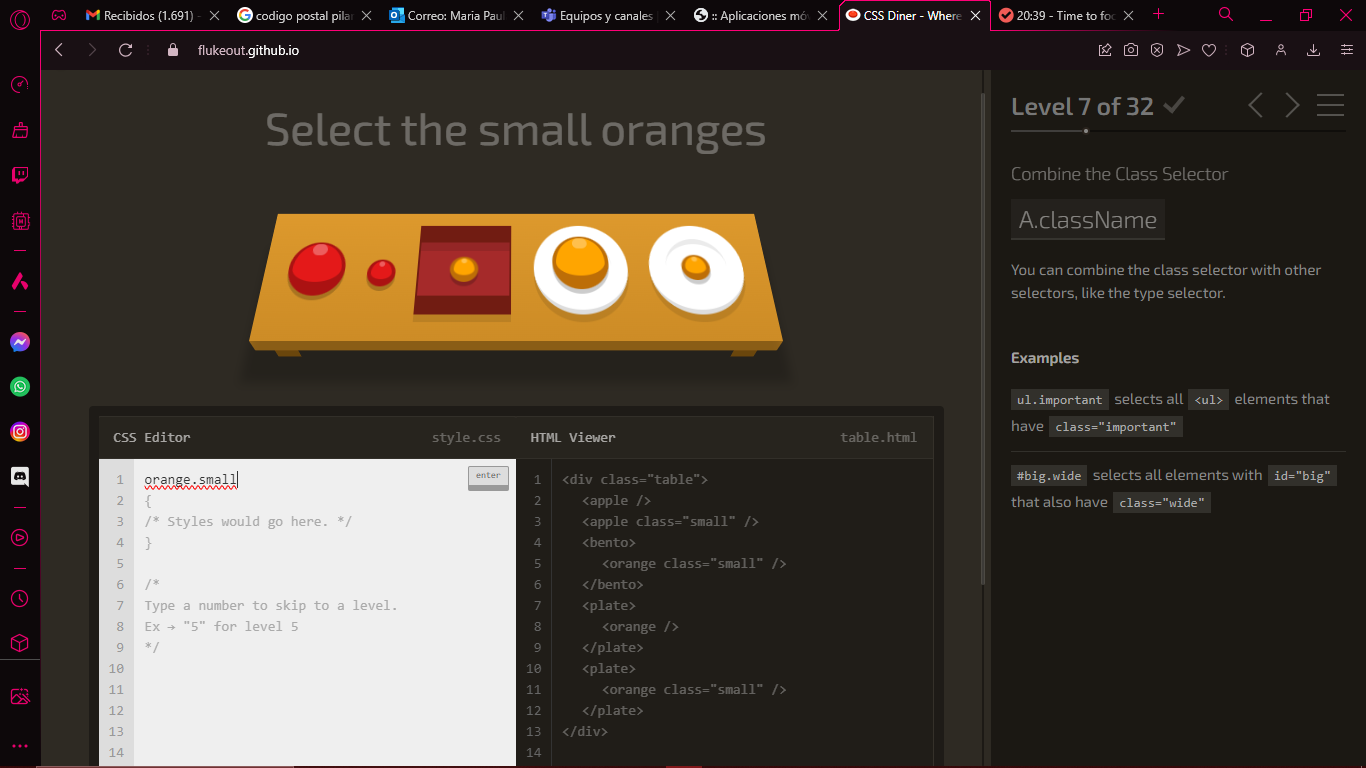 Recibidos (1.691) -
codigo postal pilar
Correo: Maria Paul
Equipos y canales |
:: Aplicaciones móv
CSS Diner - Where
20:39 - Time to foc
flukeout.github.io
Select the small oranges
Level 7 of 32
Combine the Class Selector
A.className
You can combine the class selector with other
selectors, like the type selector.
Examples
ul.important selects all <ul> elements that
have class="important"
#big.wide selects all elements with id="big"
that also have class="wide"
CSS Editor style.css
1 orange.small enter
2 {
3 /* Styles would go here. */
4 }
5
6 /*
7 Type a number to skip to a level.
8 Ex → "5" for level 5
9 */
10
11
12
13
14
HTML Viewer table.html
1 <div class="table">
2 <apple />
3 <apple class="small" />
4 <bento>
5 <orange class="small" />
6 </bento>
7 <plate>
8 <orange />
9 </plate>
10 <plate>
11 <orange class="small" />
12 </plate>
13 </div>
14